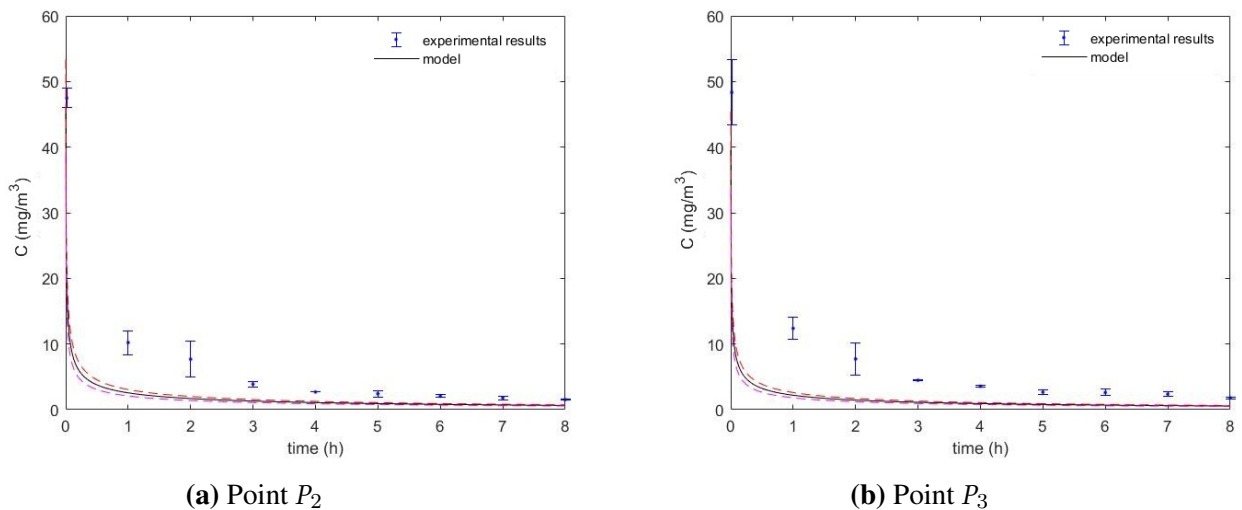 60
50
40
30
20
10
0
C (mg/m³)
0 1 2 3 4 5 6 7 8
time (h)
experimental results
model
(a) Point P₂
60
50
40
30
20
10
0
C (mg/m³)
0 1 2 3 4 5 6 7 8
time (h)
experimental results
model
(b) Point P₃